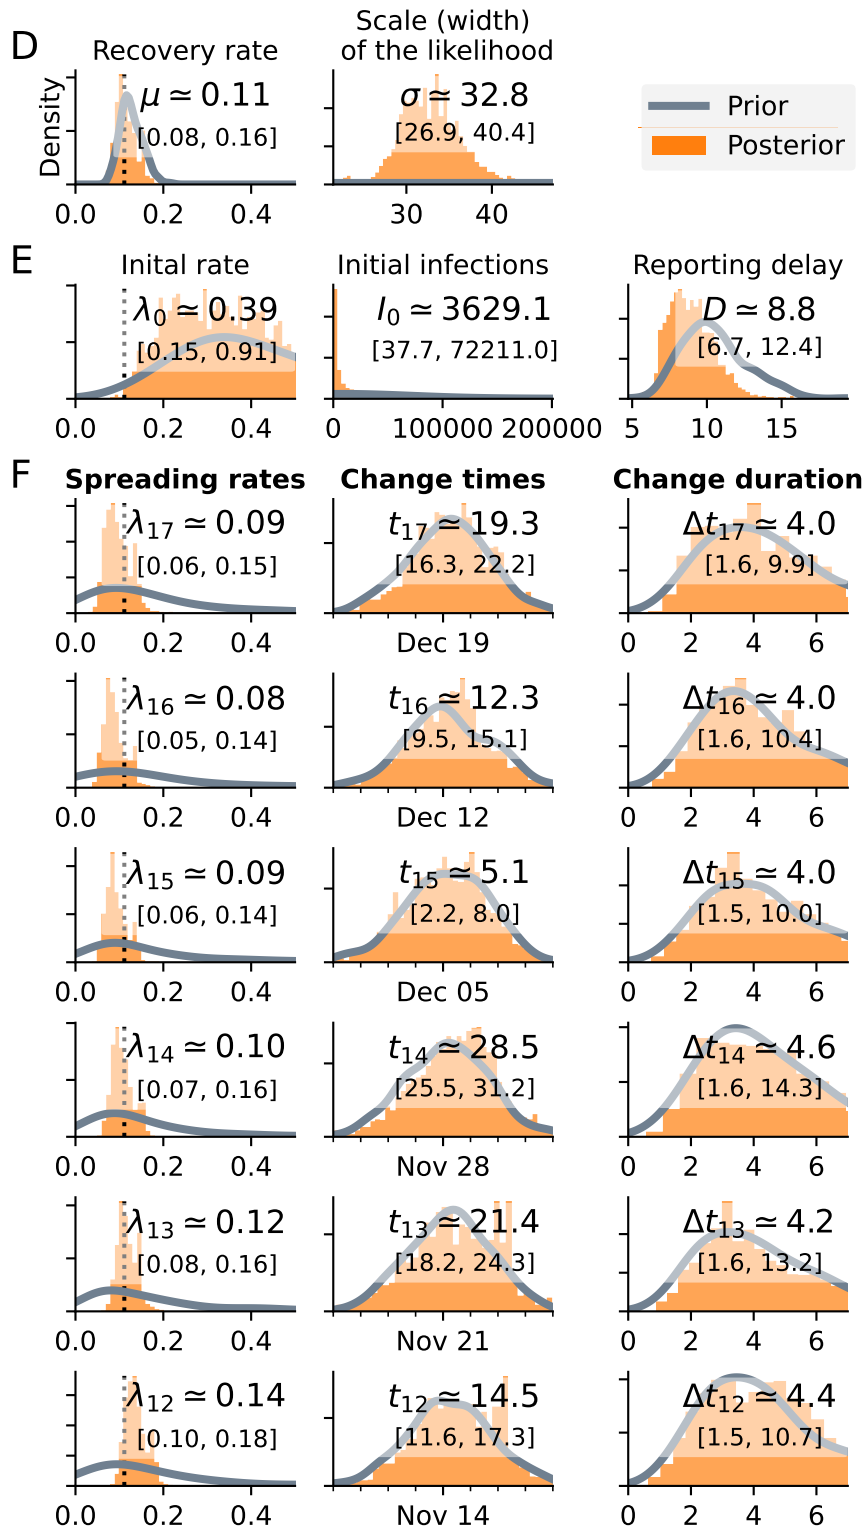 D
Recovery rate
Scale (width)
of the likelihood
Density
μ ≃ 0.11
[0.08, 0.16]
σ ≃ 32.8
[26.9, 40.4]
Prior
Posterior
0.0 0.2 0.4
30 40
E
Inital rate
Initial infections
Reporting delay
λ0 ≃ 0.39
[0.15, 0.91]
I0 ≃ 3629.1
[37.7, 72211.0]
D ≃ 8.8
[6.7, 12.4]
0.0 0.2 0.4
0 100000 200000
5 10 15
F
Spreading rates
Change times
Change duration
λ17 ≃ 0.09
[0.06, 0.15]
t17 ≃ 19.3
[16.3, 22.2]
Δt17 ≃ 4.0
[1.6, 9.9]
0.0 0.2 0.4
Dec 19
0 2 4 6
λ16 ≃ 0.08
[0.05, 0.14]
t16 ≃ 12.3
[9.5, 15.1]
Δt16 ≃ 4.0
[1.6, 10.4]
0.0 0.2 0.4
Dec 12
0 2 4 6
λ15 ≃ 0.09
[0.06, 0.14]
t15 ≃ 5.1
[2.2, 8.0]
Δt15 ≃ 4.0
[1.5, 10.0]
0.0 0.2 0.4
Dec 05
0 2 4 6
λ14 ≃ 0.10
[0.07, 0.16]
t14 ≃ 28.5
[25.5, 31.2]
Δt14 ≃ 4.6
[1.6, 14.3]
0.0 0.2 0.4
Nov 28
0 2 4 6
λ13 ≃ 0.12
[0.08, 0.16]
t13 ≃ 21.4
[18.2, 24.3]
Δt13 ≃ 4.2
[1.6, 13.2]
0.0 0.2 0.4
Nov 21
0 2 4 6
λ12 ≃ 0.14
[0.10, 0.18]
t12 ≃ 14.5
[11.6, 17.3]
Δt12 ≃ 4.4
[1.5, 10.7]
0.0 0.2 0.4
Nov 14
0 2 4 6